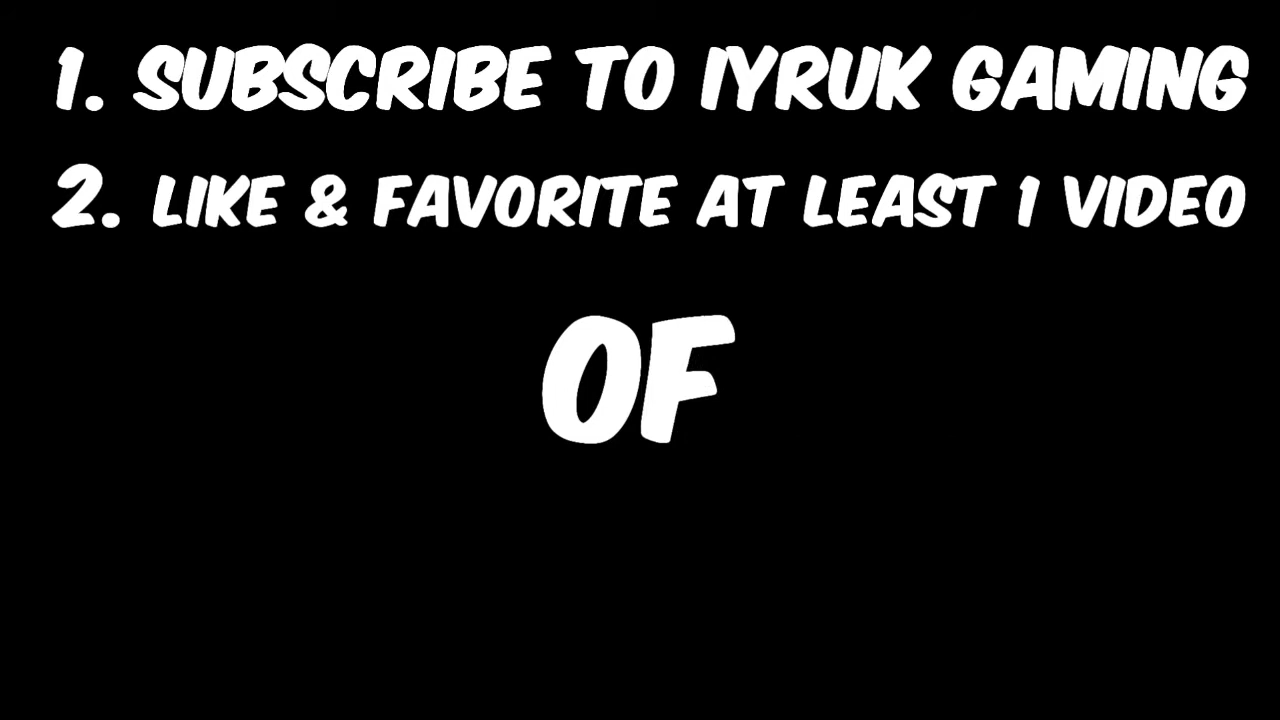 1. SUBSCRIBE TO IYRUK GAMING
2. LIKE & FAVORITE AT LEAST 1 VIDEO
OF